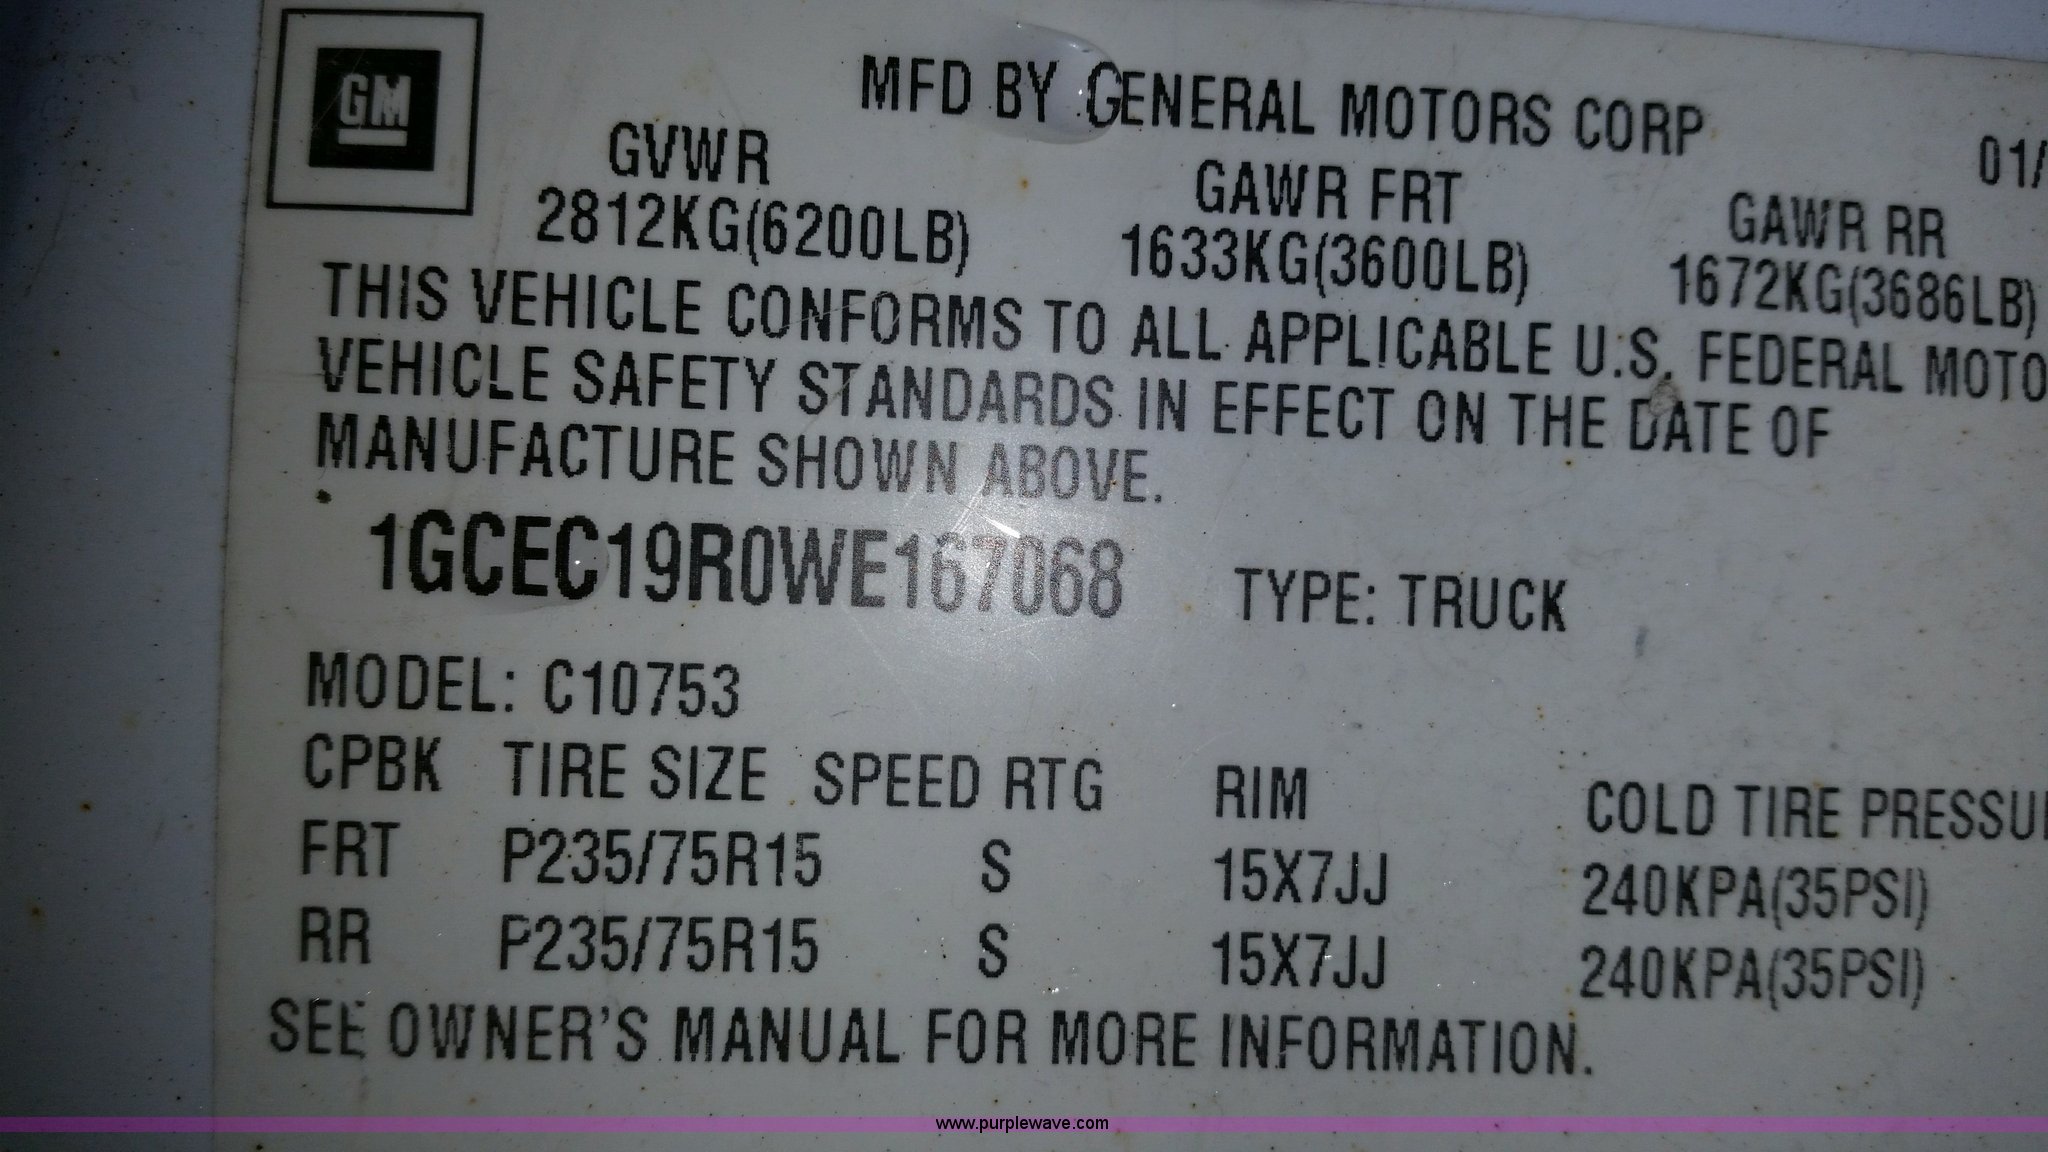 GM
MFD BY GENERAL MOTORS CORP 01/
GVWR GAWR FRT GAWR RR
2812KG(6200LB) 1633KG(3600LB) 1672KG(3686LB)
THIS VEHICLE CONFORMS TO ALL APPLICABLE U.S. FEDERAL MOTO
VEHICLE SAFETY STANDARDS IN EFFECT ON THE DATE OF
MANUFACTURE SHOWN ABOVE.
1GCEC19R0WE167068 TYPE: TRUCK
MODEL: C10753
CPBK TIRE SIZE SPEED RTG RIM COLD TIRE PRESSU
FRT P235/75R15 S 15X7JJ 240KPA(35PSI)
RR P235/75R15 S 15X7JJ 240KPA(35PSI)
SEE OWNER'S MANUAL FOR MORE INFORMATION.
www.purplewave.com